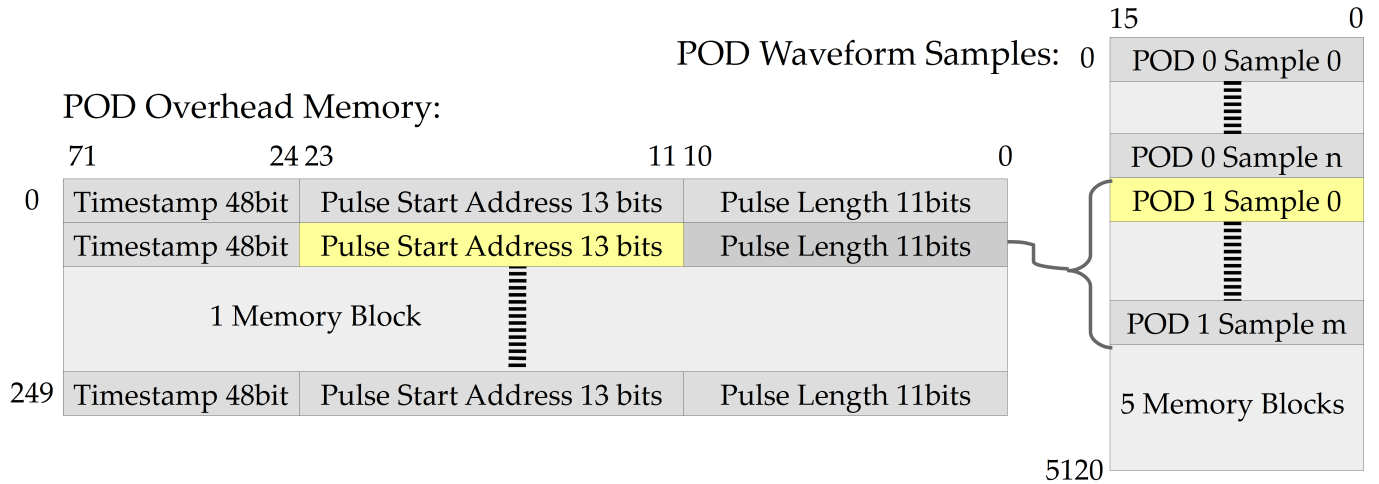 15 0
POD Waveform Samples: 0 POD 0 Sample 0
POD Overhead Memory:
71 24 23 11 10 0
POD 0 Sample n
0 Timestamp 48bit Pulse Start Address 13 bits Pulse Length 11bits
POD 1 Sample 0
Timestamp 48bit Pulse Start Address 13 bits Pulse Length 11bits
1 Memory Block
POD 1 Sample m
249 Timestamp 48bit Pulse Start Address 13 bits Pulse Length 11bits
5 Memory Blocks
5120